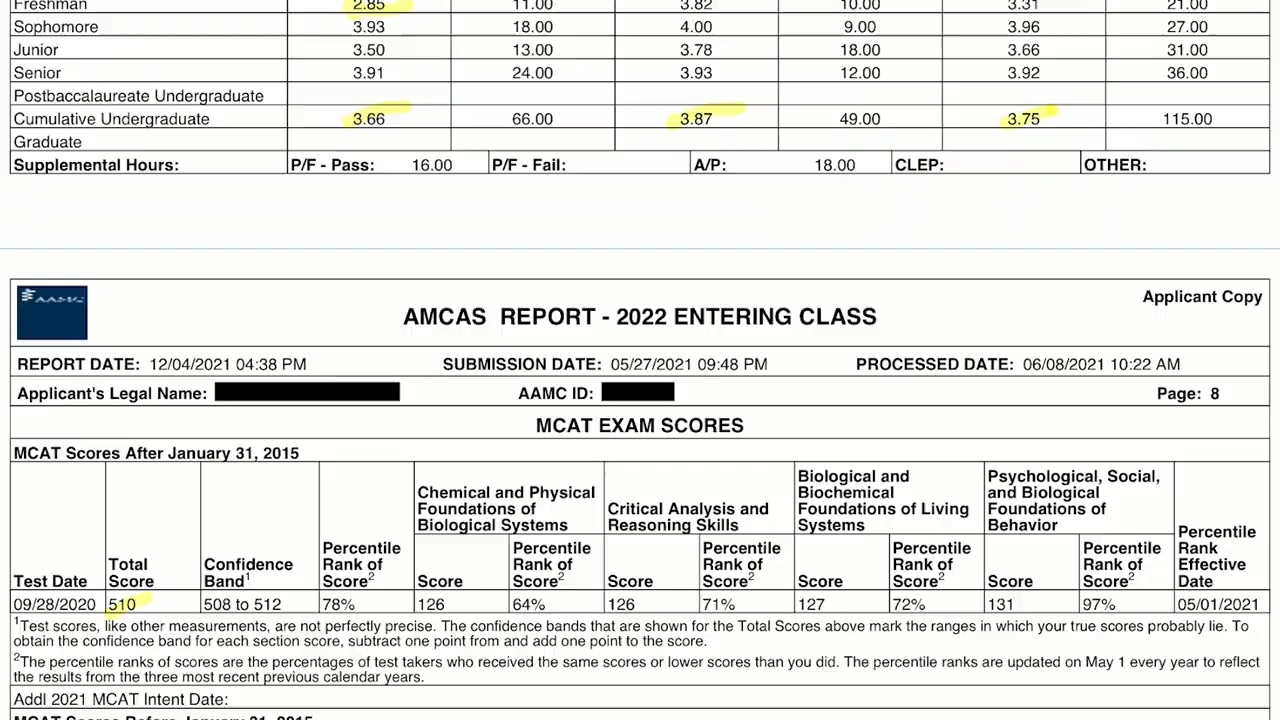 Freshman 2.85 11.00 3.82 10.00 3.31 21.00
Sophomore 3.93 18.00 4.00 9.00 3.96 27.00
Junior 3.50 13.00 3.78 18.00 3.66 31.00
Senior 3.91 24.00 3.93 12.00 3.92 36.00
Postbaccalaureate Undergraduate
Cumulative Undergraduate 3.66 66.00 3.87 49.00 3.75 115.00
Graduate
Supplemental Hours: P/F - Pass: 16.00 P/F - Fail: A/P: 18.00 CLEP: OTHER:
AAMC
Applicant Copy
AMCAS REPORT - 2022 ENTERING CLASS
REPORT DATE: 12/04/2021 04:38 PM SUBMISSION DATE: 05/27/2021 09:48 PM PROCESSED DATE: 06/08/2021 10:22 AM
Applicant's Legal Name: AAMC ID: Page: 8
MCAT EXAM SCORES
MCAT Scores After January 31, 2015
Test Date
Total
Score
Confidence
Band1
Percentile
Rank of
Score2
Chemical and Physical
Foundations of
Biological Systems
Score
Percentile
Rank of
Score2
Critical Analysis and
Reasoning Skills
Score
Percentile
Rank of
Score2
Biological and
Biochemical
Foundations of Living
Systems
Score
Percentile
Rank of
Score2
Psychological, Social,
and Biological
Foundations of
Behavior
Score
Percentile
Rank of
Score2
Percentile
Rank
Effective
Date
09/28/2020 510 508 to 512 78% 126 64% 126 71% 127 72% 131 97% 05/01/2021
1Test scores, like other measurements, are not perfectly precise. The confidence bands that are shown for the Total Scores above mark the ranges in which your true scores probably lie. To
obtain the confidence band for each section score, subtract one point from and add one point to the score.
2The percentile ranks of scores are the percentages of test takers who received the same scores or lower scores than you did. The percentile ranks are updated on May 1 every year to reflect
the results from the three most recent previous calendar years.
Addl 2021 MCAT Intent Date:
MCAT Scores Before January 31, 2015